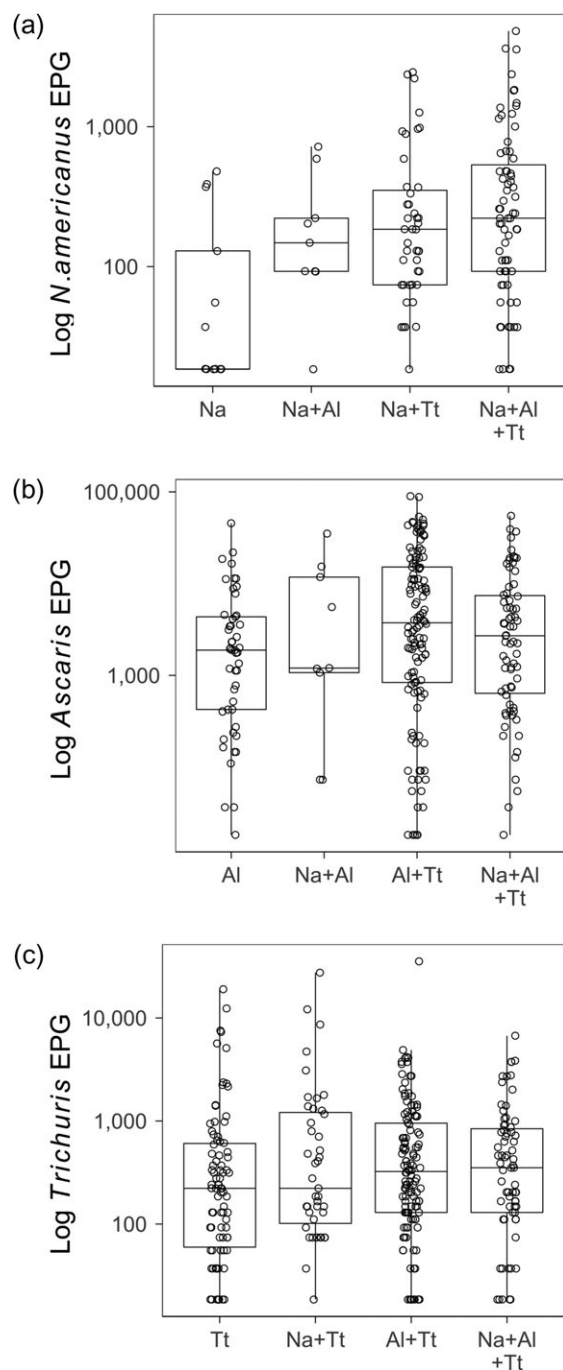 (a)
Log N.americanus EPG
1,000
100
Na
Na+Al
Na+Tt
Na+Al
+Tt
(b)
Log Ascaris EPG
100,000
1,000
Al
Na+Al
Al+Tt
Na+Al
+Tt
(c)
Log Trichuris EPG
10,000
1,000
100
Tt
Na+Tt
Al+Tt
Na+Al
+Tt